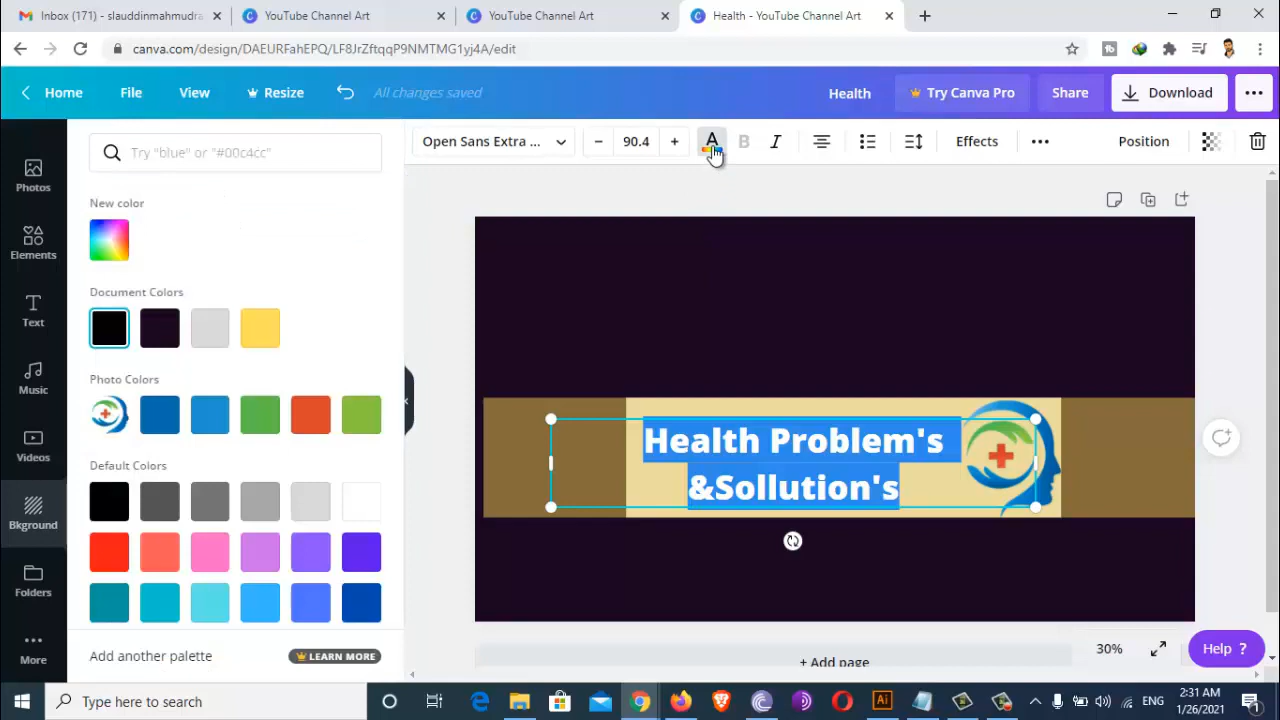 Inbox (171) - slauddinmahmudra
YouTube Channel Art
YouTube Channel Art
Health - YouTube Channel Art
canva.com/design/DAEURFahEPQ/LF8JrZftqqP9NMTMG1yj4A/edit
Home
File
View
Resize
All changes saved
Health
Try Canva Pro
Share
Download
Photos
Elements
Text
Music
Videos
Bkground
Folders
More
Try "blue" or "#00c4cc"
New color
Document Colors
Photo Colors
Default Colors
Add another palette
LEARN MORE
Open Sans Extra ...
90.4
A
B
I
Effects
Position
Health Problem's
&Sollution's
+ Add page
30%
Help ?
Type here to search
ENG
2:31 AM
1/26/2021